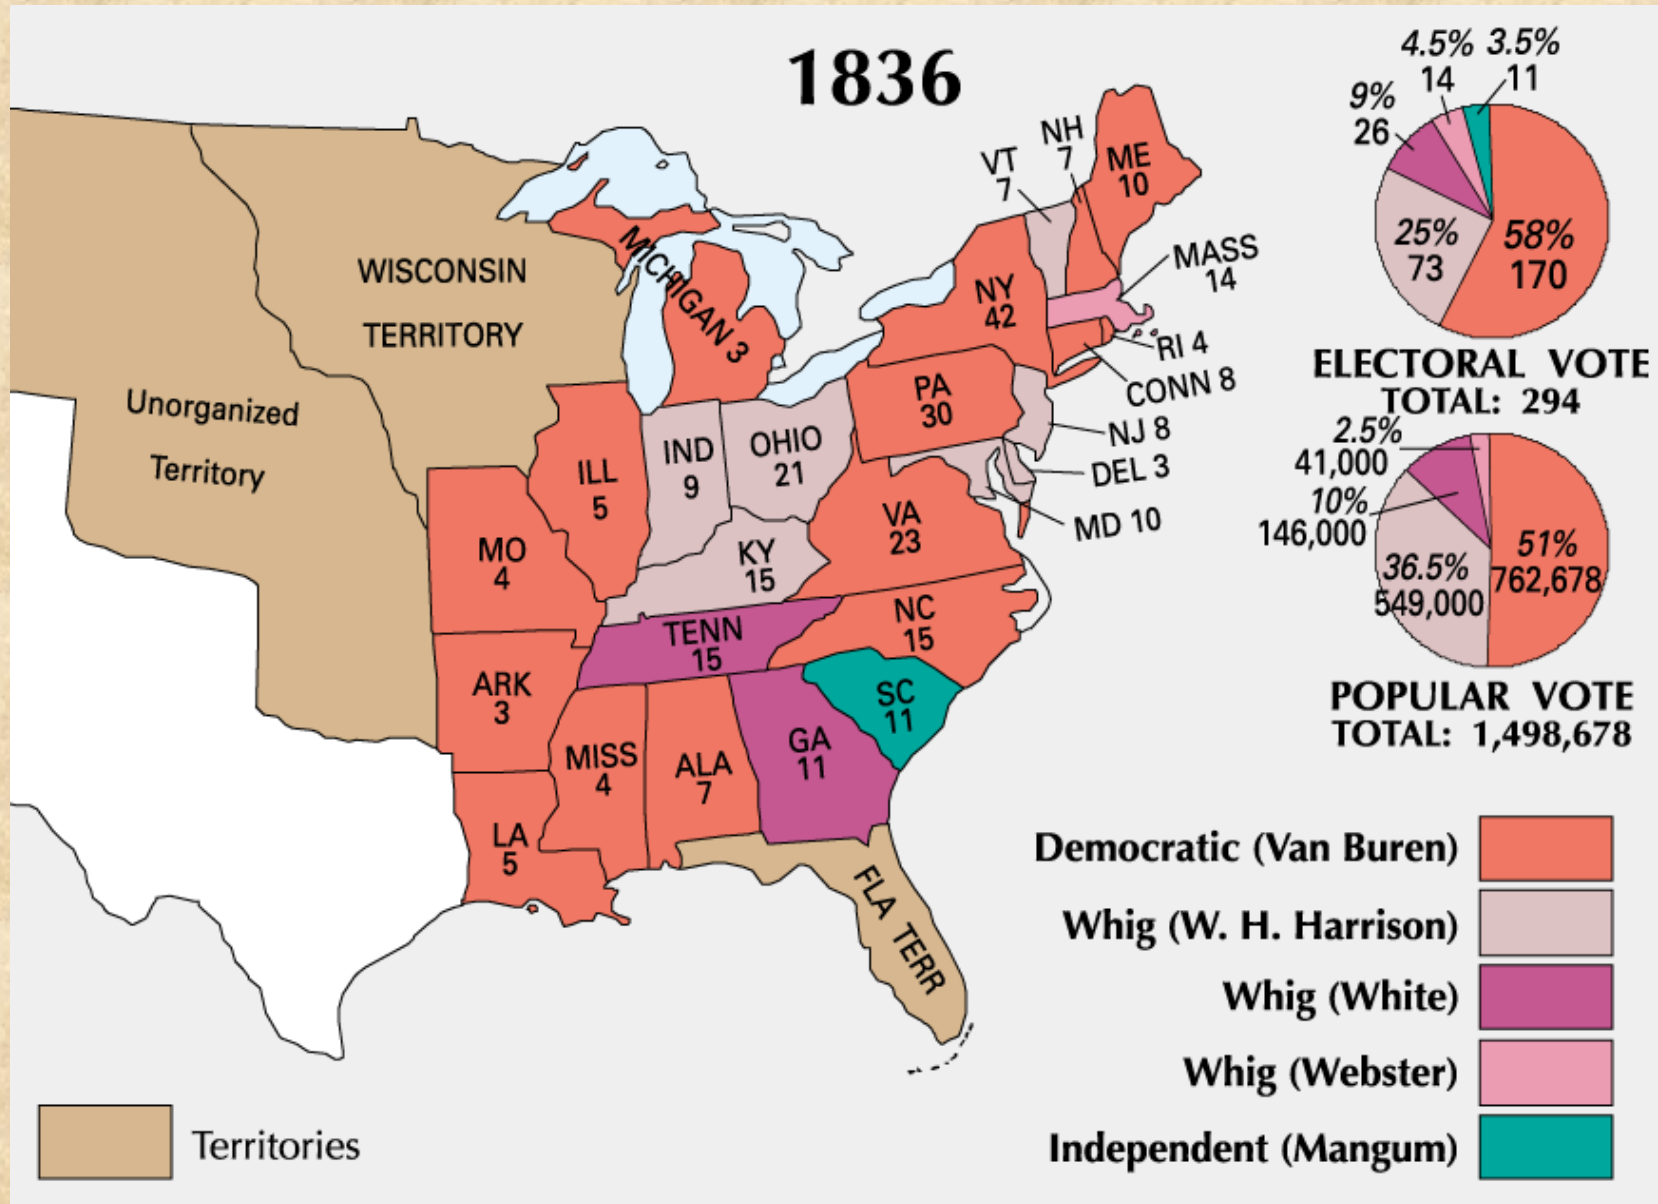 1836
4.5%
3.5%
14
11
9%
26
25%
73
58%
170
ELECTORAL VOTE
TOTAL: 294
2.5%
41,000
10%
146,000
36.5%
549,000
51%
762,678
POPULAR VOTE
TOTAL: 1,498,678
WISCONSIN
TERRITORY
Unorganized
Territory
MICHIGAN 3
VT
7
NH
7
ME
10
MASS
14
NY
42
RI 4
CONN 8
PA
30
NJ 8
DEL 3
MD 10
ILL
5
IND
9
OHIO
21
MO
4
KY
15
VA
23
TENN
15
NC
15
ARK
3
SC
11
MISS
4
ALA
7
GA
11
LA
5
FLA TERR
Democratic (Van Buren)
Whig (W. H. Harrison)
Whig (White)
Whig (Webster)
Independent (Mangum)
Territories